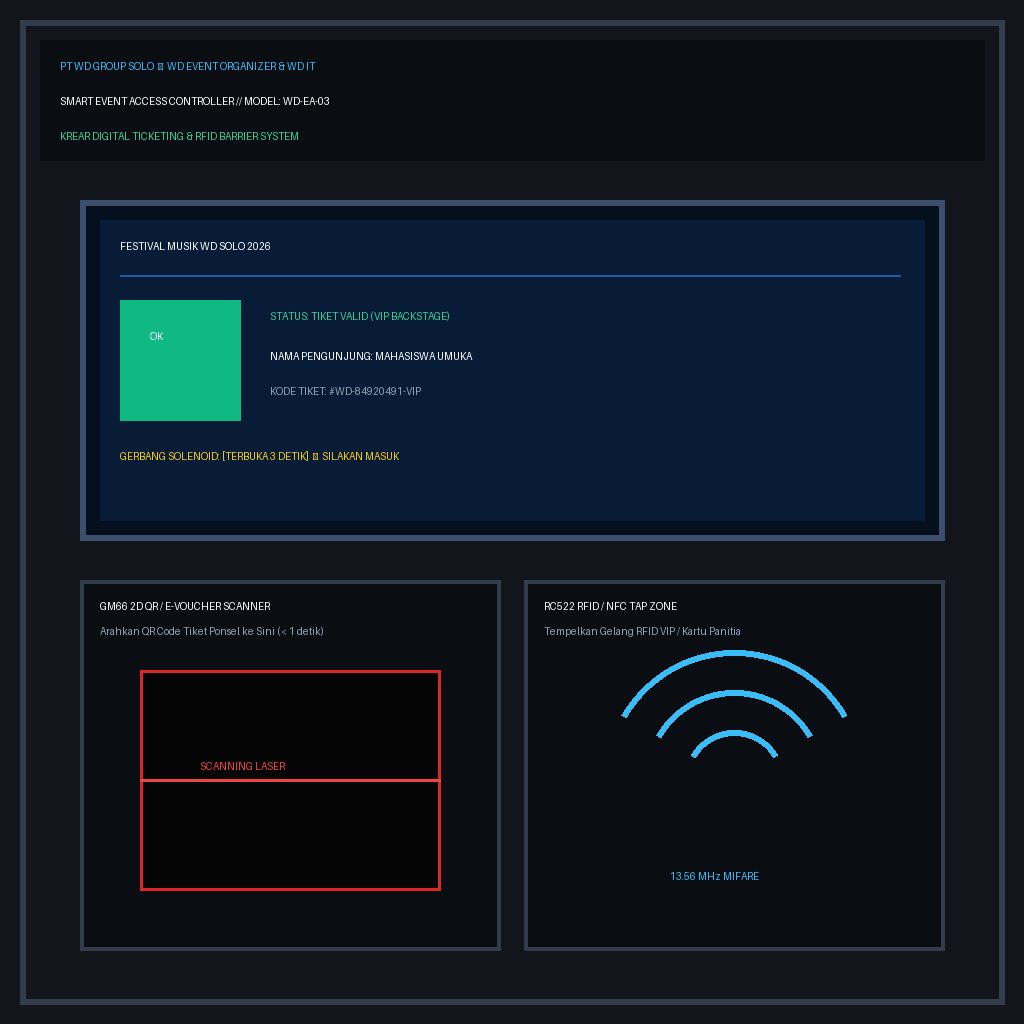 PT WD GROUP SOLO WD EVENT ORGANIZER & WD IT
SMART EVENT ACCESS CONTROLLER // MODEL: WD-EA-03
KREAR DIGITAL TICKETING & RFID BARRIER SYSTEM
FESTIVAL MUSIK WD SOLO 2026
OK
STATUS: TIKET VALID (VIP BACKSTAGE)
NAMA PENGUNJUNG: MAHASISWA UMUKA
KODE TIKET: #WD-84920491-VIP
GERBANG SOLENOID: [TERBUKA 3 DETIK] SILAKAN MASUK
GM66 2D QR / E-VOUCHER SCANNER
Arahkan QR Code Tiket Ponsel ke Sini (< 1 detik)
SCANNING LASER
RC522 RFID / NFC TAP ZONE
Tempelkan Gelang RFID VIP / Kartu Panitia
13.56 MHz MIFARE